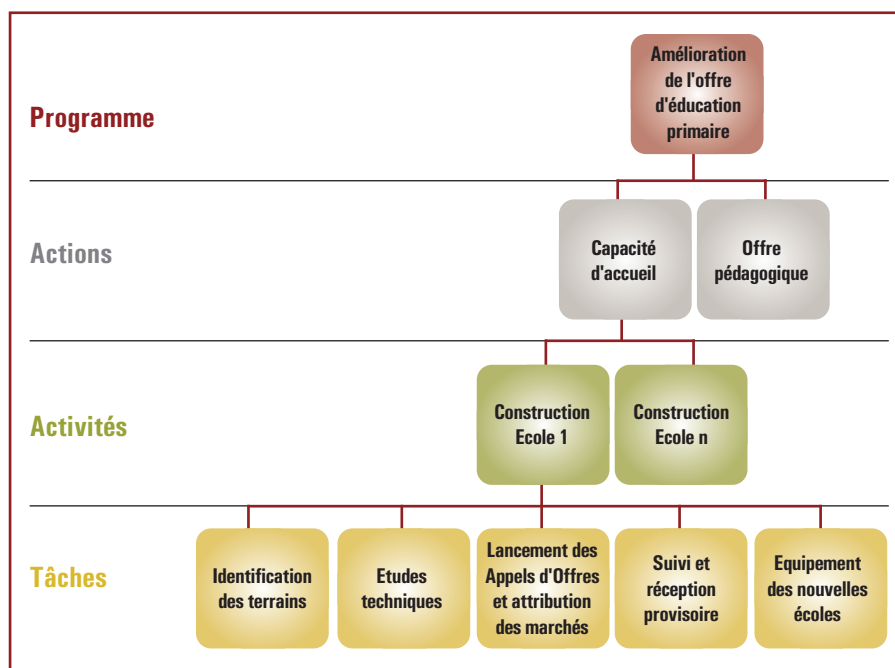 Programme
Amélioration
de l'offre
d'éducation
primaire
Actions
Capacité
d'accueil
Offre
pédagogique
Activités
Construction
Ecole 1
Construction
Ecole n
Tâches
Identification
des terrains
Etudes
techniques
Lancement des
Appels d'Offres
et attribution
des marchés
Suivi et
réception
provisoire
Equipement
des nouvelles
écoles